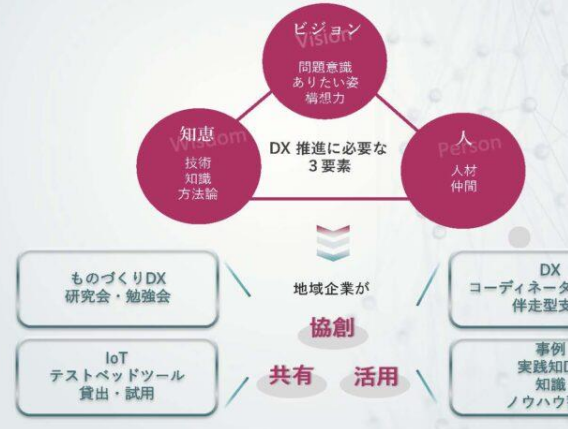 ビジョン
Vision
問題意識
ありたい姿
構想力
知恵
Wisdom
技術
知識
方法論
DX 推進に必要な
3要素
人
Person
人材
仲間
ものづくりDX
研究会・勉強会
地域企業が
DX
コーディネータ
伴走型支
協創
IoT
テストベッドツール
貸出・試用
共有
活用
事例
実践知
知識
ノウハウ